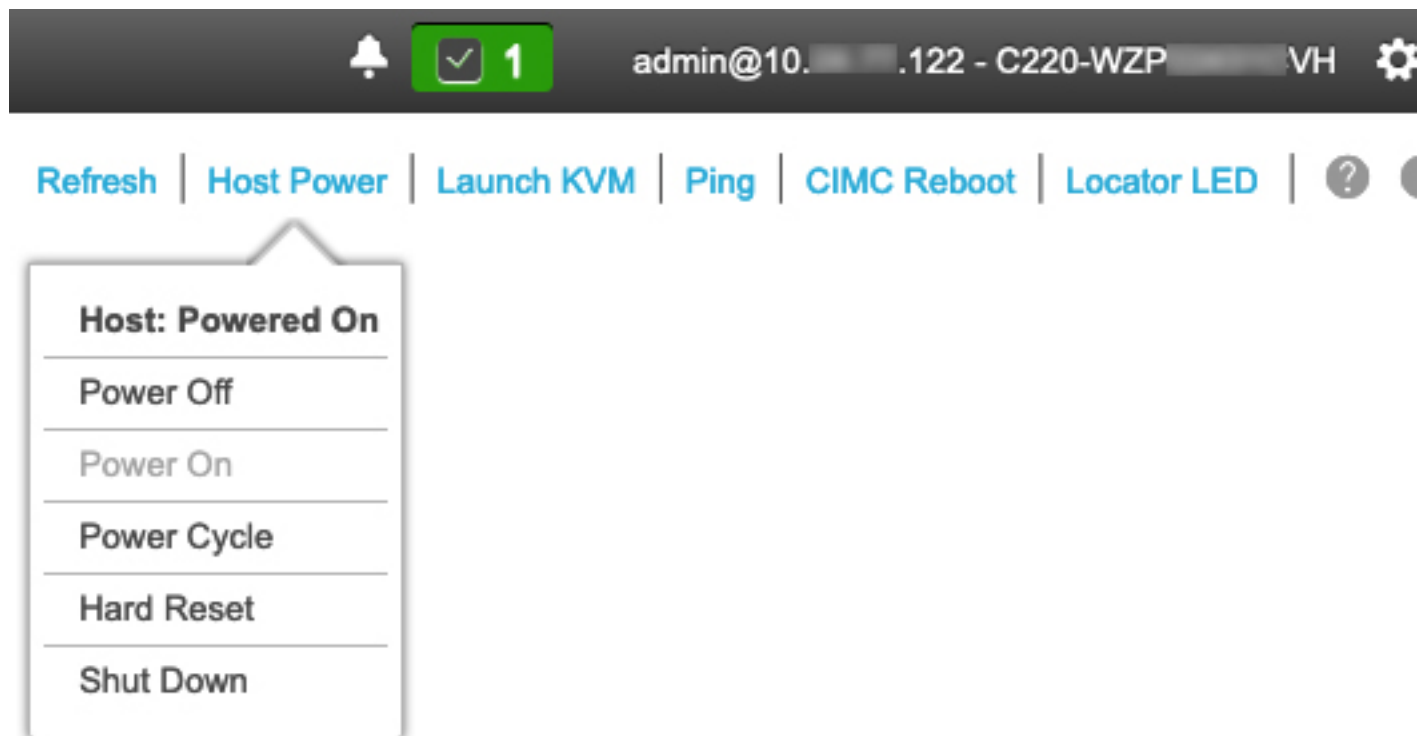 1 admin@10. .122 - C220-WZP VH
Refresh | Host Power | Launch KVM | Ping | CIMC Reboot | Locator LED | ?
Host: Powered On
Power Off
Power On
Power Cycle
Hard Reset
Shut Down